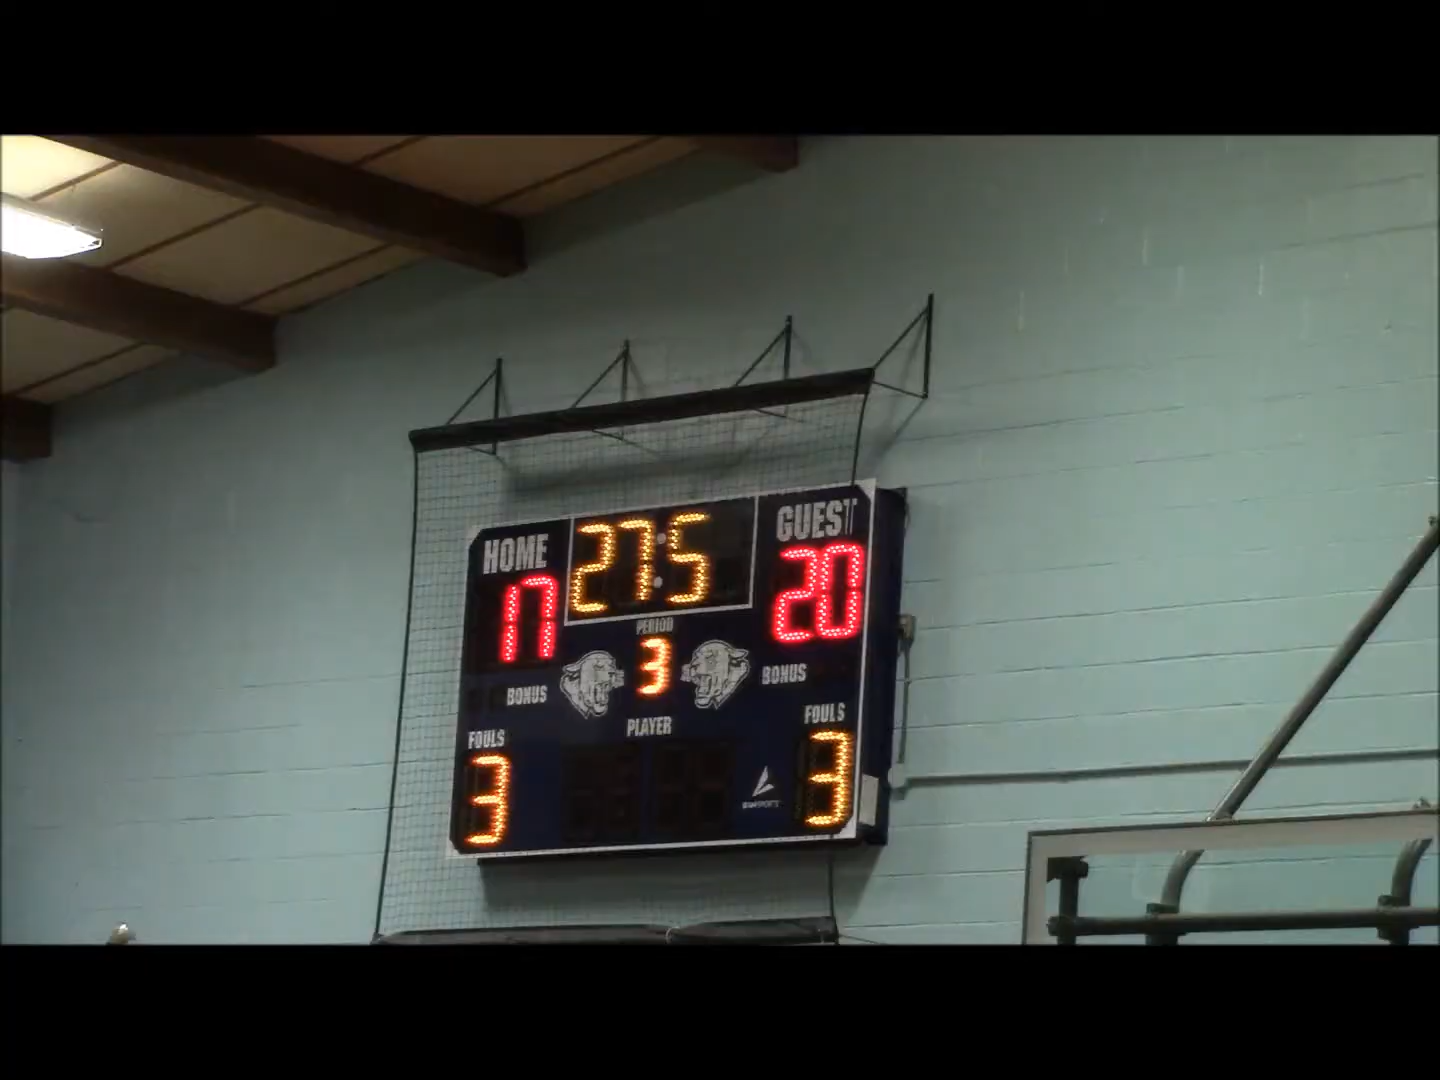 HOME 27:5 GUEST
17 20
PERIOD
3
BONUS BONUS
FOULS PLAYER FOULS
3 3